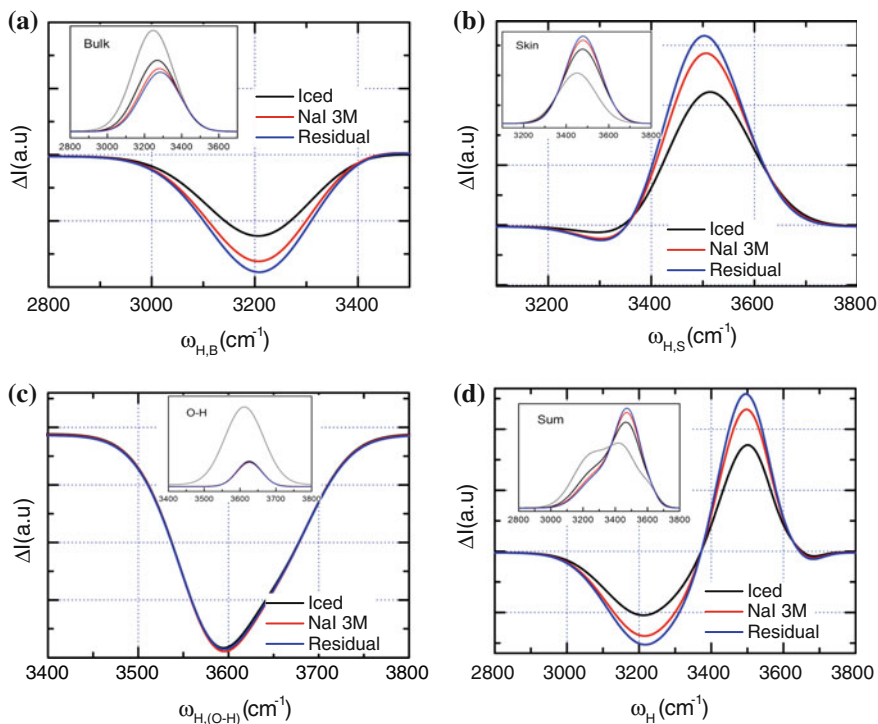 (a)
Bulk
2800 3000 3200 3400 3600
Iced
NaI 3M
Residual
ΔI(a.u)
2800 3000 3200 3400
ω_H,B(cm⁻¹)
(b)
Skin
3200 3400 3600 3800
Iced
NaI 3M
Residual
ΔI(a.u)
3200 3400 3600 3800
ω_H,S(cm⁻¹)
(c)
O-H
3400 3500 3600 3700 3800
Iced
NaI 3M
Residual
ΔI(a.u)
3400 3500 3600 3700 3800
ω_H,(O-H)(cm⁻¹)
(d)
Sum
2800 3000 3200 3400 3600 3800
Iced
NaI 3M
Residual
ΔI(a.u)
2800 3000 3200 3400 3600 3800
ω_H(cm⁻¹)